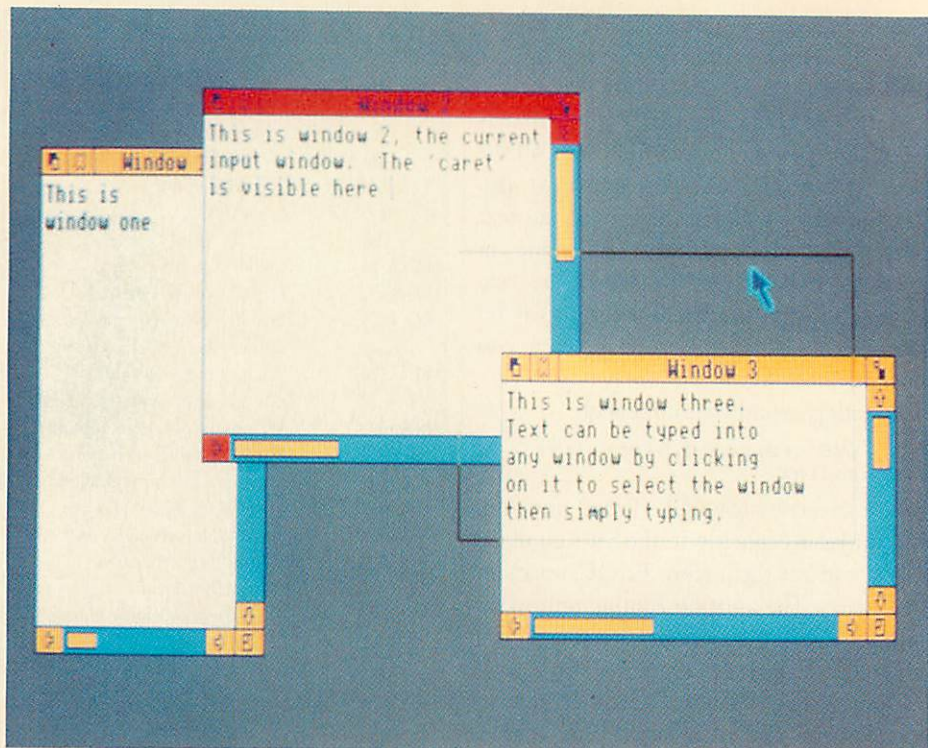 Window 2
This is window 2, the current
input window. The 'caret'
is visible here
Window 1
This is
window one
Window 3
This is window three.
Text can be typed into
any window by clicking
on it to select the window
then simply typing.